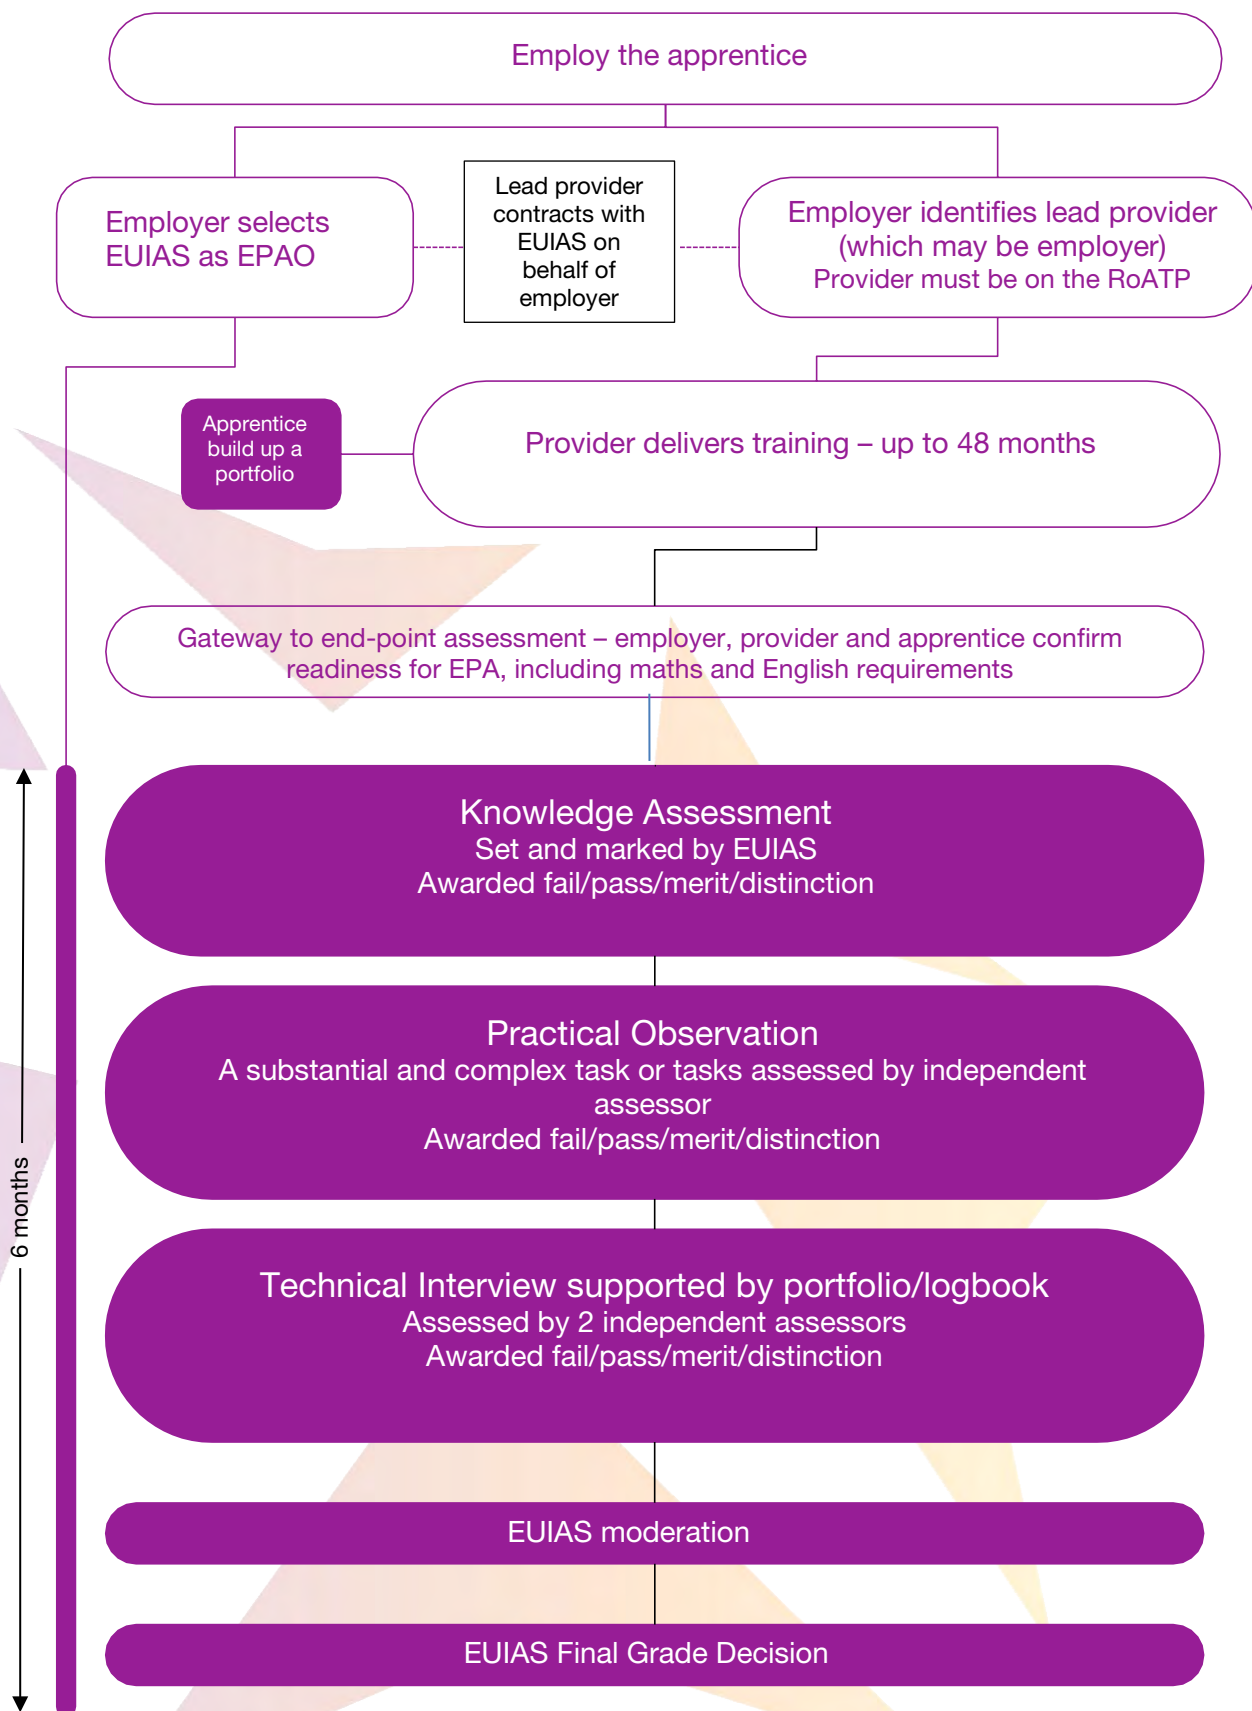 Employ the apprentice
Employer selects
EUIAS as EPAO
Lead provider
contracts with
EUIAS on
behalf of
employer
Employer identifies lead provider
(which may be employer)
Provider must be on the RoATP
Apprentice
build up a
portfolio
Provider delivers training – up to 48 months
Gateway to end-point assessment – employer, provider and apprentice confirm
readiness for EPA, including maths and English requirements
Knowledge Assessment
Set and marked by EUIAS
Awarded fail/pass/merit/distinction
Practical Observation
A substantial and complex task or tasks assessed by independent
assessor
Awarded fail/pass/merit/distinction
6 months
Technical Interview supported by portfolio/logbook
Assessed by 2 independent assessors
Awarded fail/pass/merit/distinction
EUIAS moderation
EUIAS Final Grade Decision